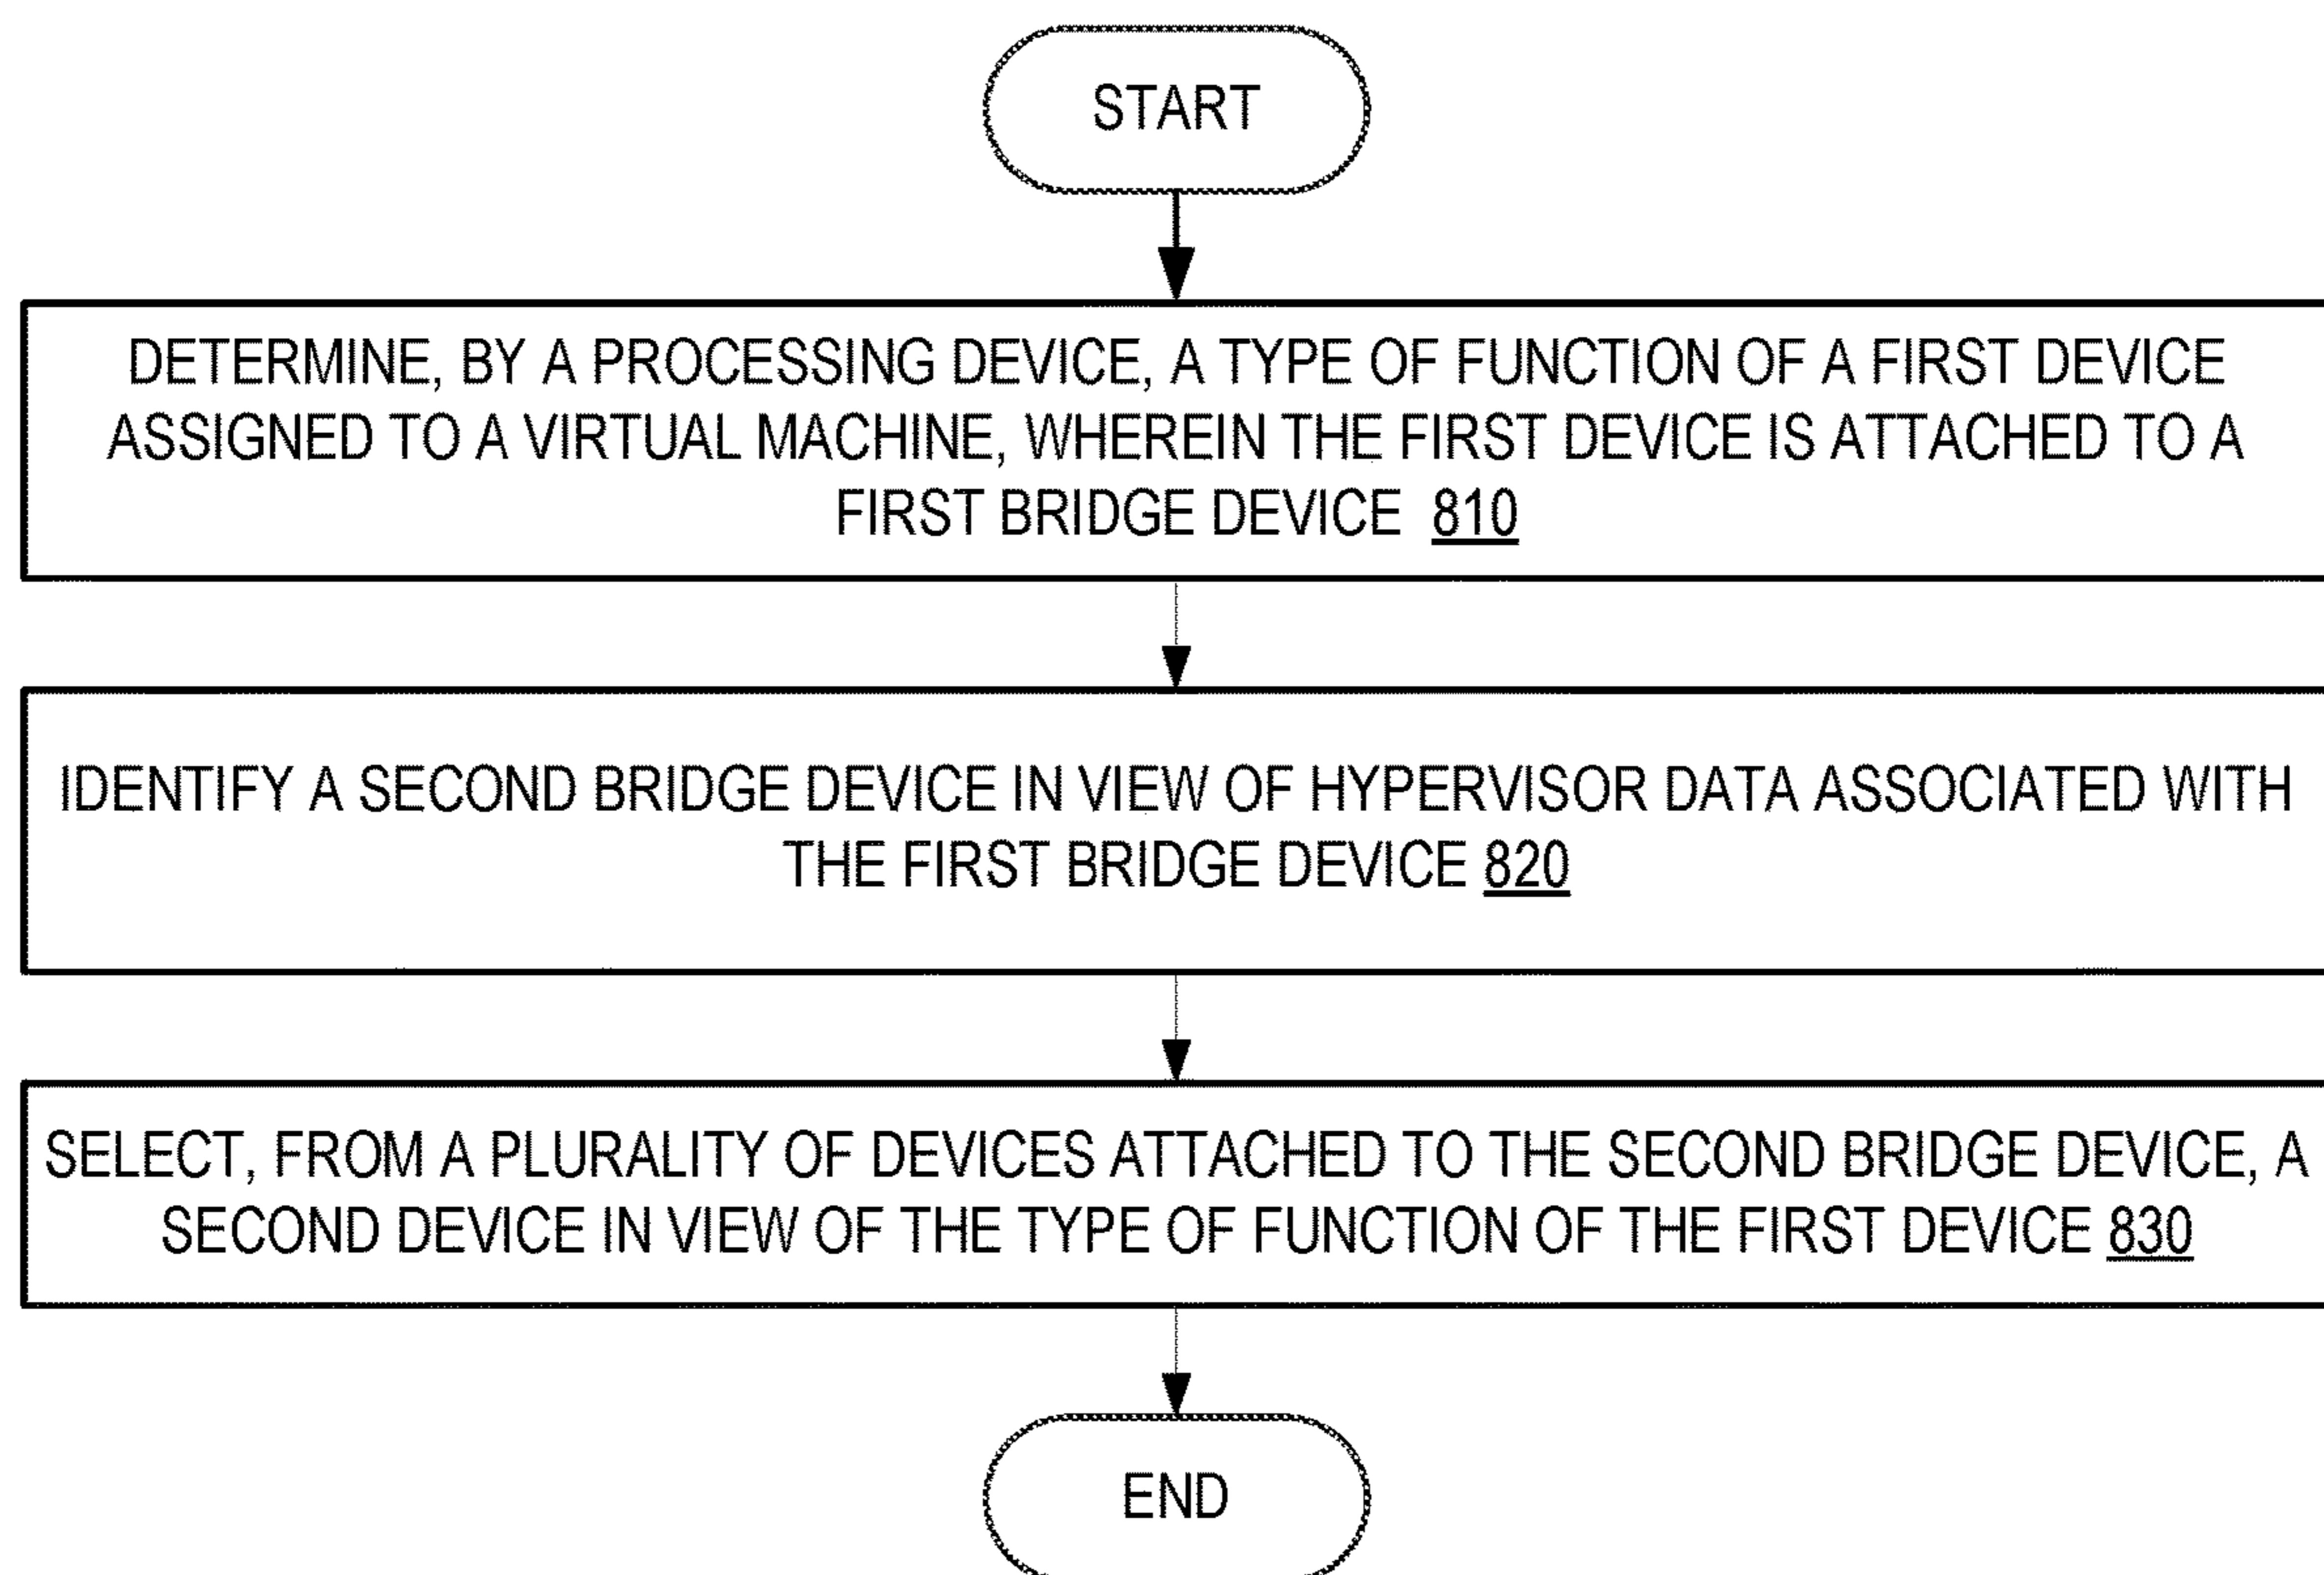 START
DETERMINE, BY A PROCESSING DEVICE, A TYPE OF FUNCTION OF A FIRST DEVICE
ASSIGNED TO A VIRTUAL MACHINE, WHEREIN THE FIRST DEVICE IS ATTACHED TO A
FIRST BRIDGE DEVICE 810
IDENTIFY A SECOND BRIDGE DEVICE IN VIEW OF HYPERVISOR DATA ASSOCIATED WITH
THE FIRST BRIDGE DEVICE 820
SELECT, FROM A PLURALITY OF DEVICES ATTACHED TO THE SECOND BRIDGE DEVICE, A
SECOND DEVICE IN VIEW OF THE TYPE OF FUNCTION OF THE FIRST DEVICE 830
END